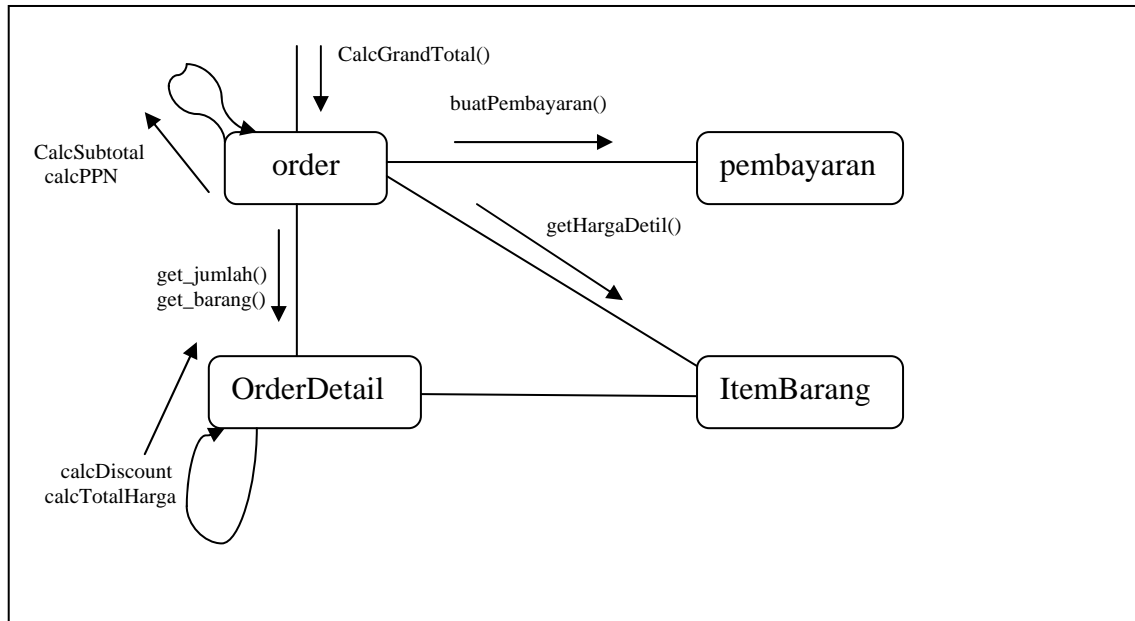 CalcGrandTotal()
buatPembayaran()
CalcSubtotal
calcPPN
order
pembayaran
getHargaDetil()
get_jumlah()
get_barang()
OrderDetail
ItemBarang
calcDiscount
calcTotalHarga